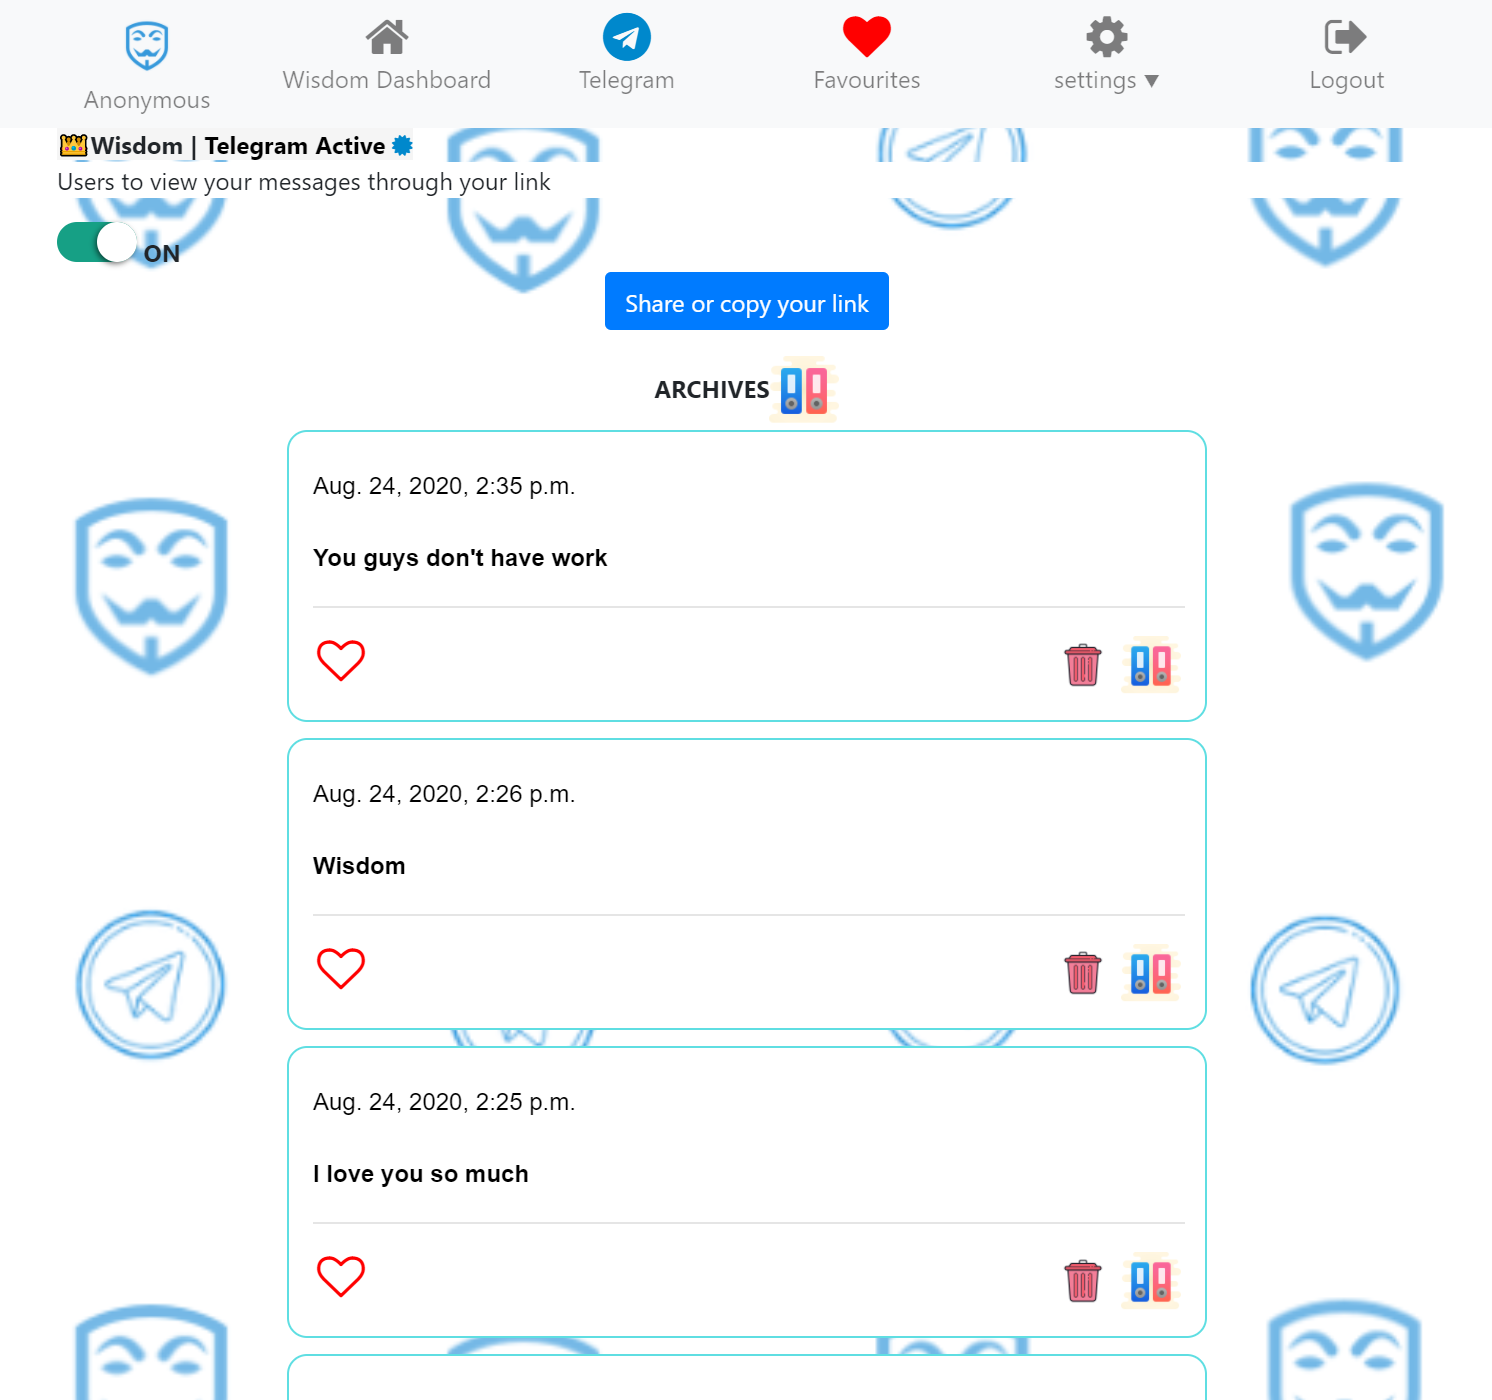 Anonymous
Wisdom Dashboard
Telegram
Favourites
settings ▼
Logout
Wisdom | Telegram Active
Users to view your messages through your link
ON
Share or copy your link
ARCHIVES
Aug. 24, 2020, 2:35 p.m.
You guys don't have work
Aug. 24, 2020, 2:26 p.m.
Wisdom
Aug. 24, 2020, 2:25 p.m.
I love you so much